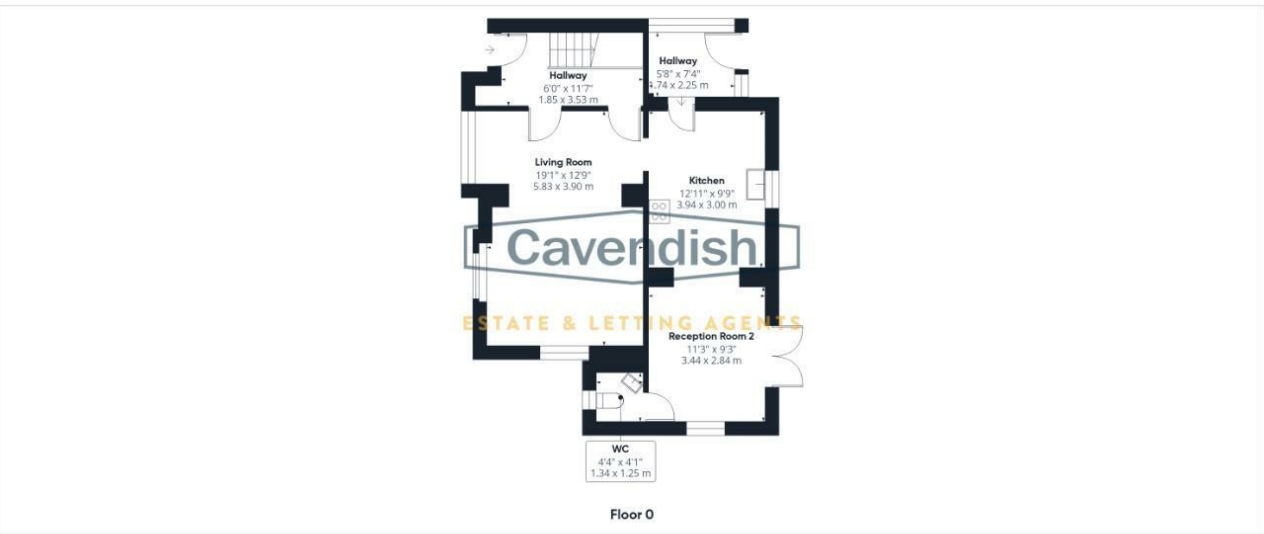 Hallway
6'0" x 11'7"
1.85 x 3.53 m
Hallway
5'8" x 7'4"
1.74 x 2.25 m
Living Room
19'1" x 12'9"
5.83 x 3.90 m
Kitchen
12'11" x 9'9"
3.94 x 3.00 m
Cavendish
ESTATE & LETTING AGENTS
Reception Room 2
11'3" x 9'3"
3.44 x 2.84 m
WC
4'4" x 4'1"
1.34 x 1.25 m
Floor 0